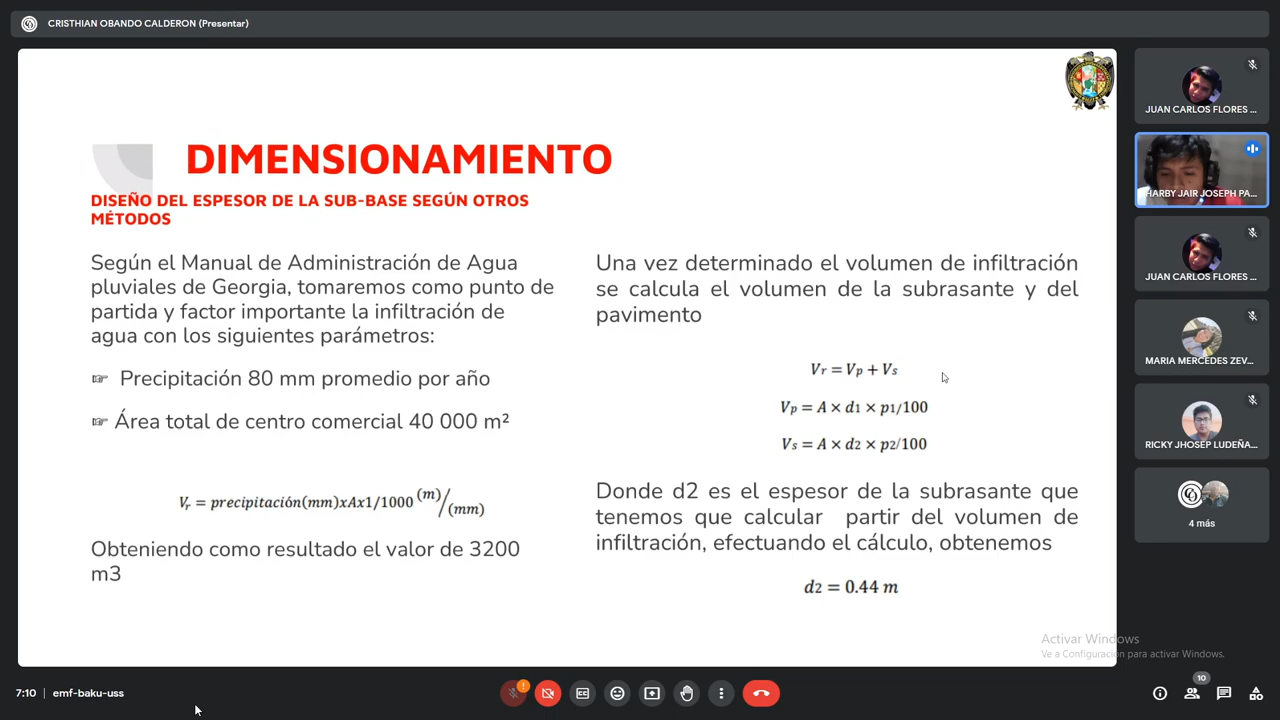 CRISTHIAN OBANDO CALDERON (Presentar)
DIMENSIONAMIENTO
DISEÑO DEL ESPESOR DE LA SUB-BASE SEGÚN OTROS
MÉTODOS
Según el Manual de Administración de Agua
pluviales de Georgia, tomaremos como punto de
partida y factor importante la infiltración de
agua con los siguientes parámetros:
☞ Precipitación 80 mm promedio por año
☞ Área total de centro comercial 40 000 m²
Vr = precipitación(mm)xAx1/1000 (m)/(mm)
Obteniendo como resultado el valor de 3200
m3
Una vez determinado el volumen de infiltración
se calcula el volumen de la subrasante y del
pavimento
Vr = Vp + Vs
Vp = A × d1 × p1/100
Vs = A × d2 × p2/100
Donde d2 es el espesor de la subrasante que
tenemos que calcular partir del volumen de
infiltración, efectuando el cálculo, obtenemos
d2 = 0.44 m
Activar Windows
Ve a Configuración para activar Windows.
JUAN CARLOS FLORES ...
HARBY JAIR JOSEPH PA...
JUAN CARLOS FLORES ...
MARIA MERCEDES ZEV...
RICKY JHOSEP LUDEÑA...
4 más
7:10
emf-baku-uss
10